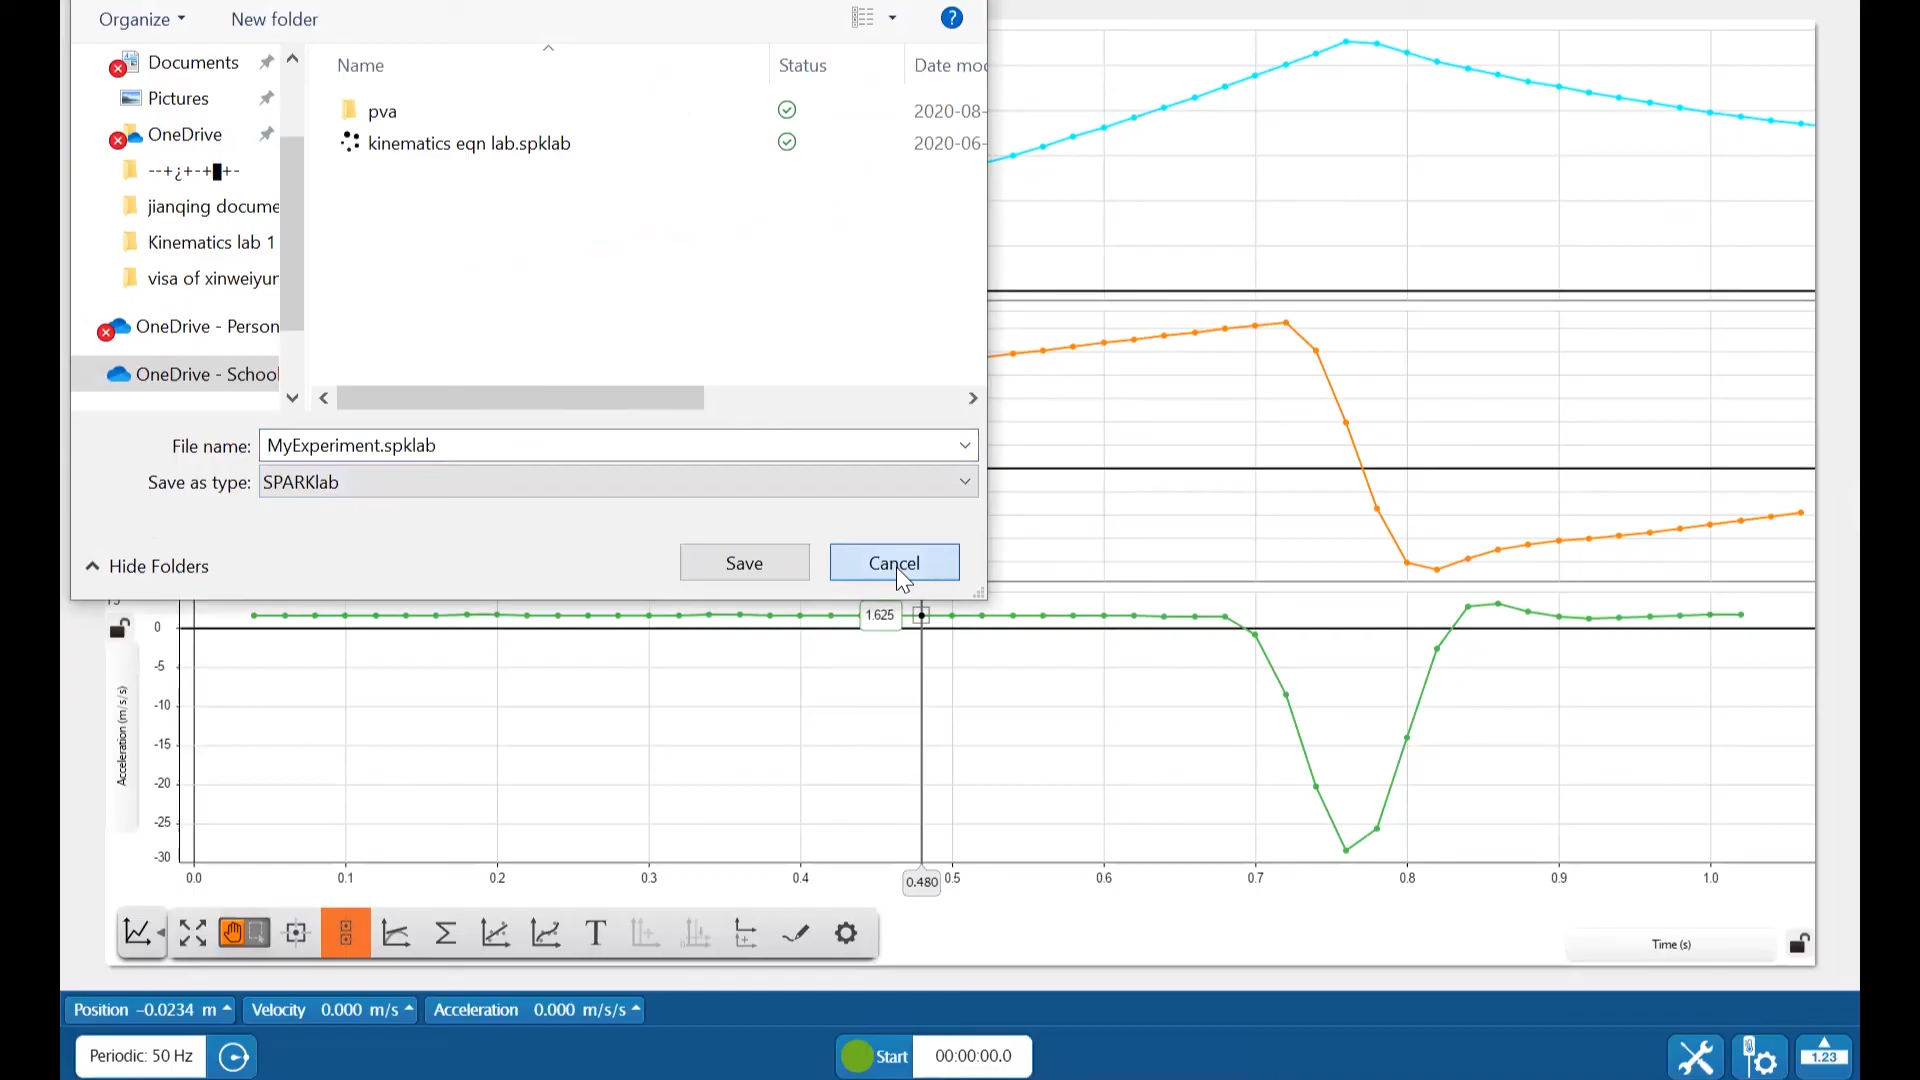 Organize New folder
?
Name Status Date mod
Documents
Pictures
OneDrive
--+¿+-+▮+-
jianqing docume
Kinematics lab 1
visa of xinweiyur
OneDrive - Person
OneDrive - School
pva 2020-08-
kinematics eqn lab.spklab 2020-06-
File name: MyExperiment.spklab
Save as type: SPARKlab
Hide Folders
Save Cancel
Acceleration (m/s/s)
0
-5
-10
-15
-20
-25
-30
1.625
0.0 0.1 0.2 0.3 0.4 0.480 0.5 0.6 0.7 0.8 0.9 1.0
Σ T
Time (s)
Position -0.0234 m Velocity 0.000 m/s Acceleration 0.000 m/s/s
Periodic: 50 Hz Start 00:00:00.0 1.23